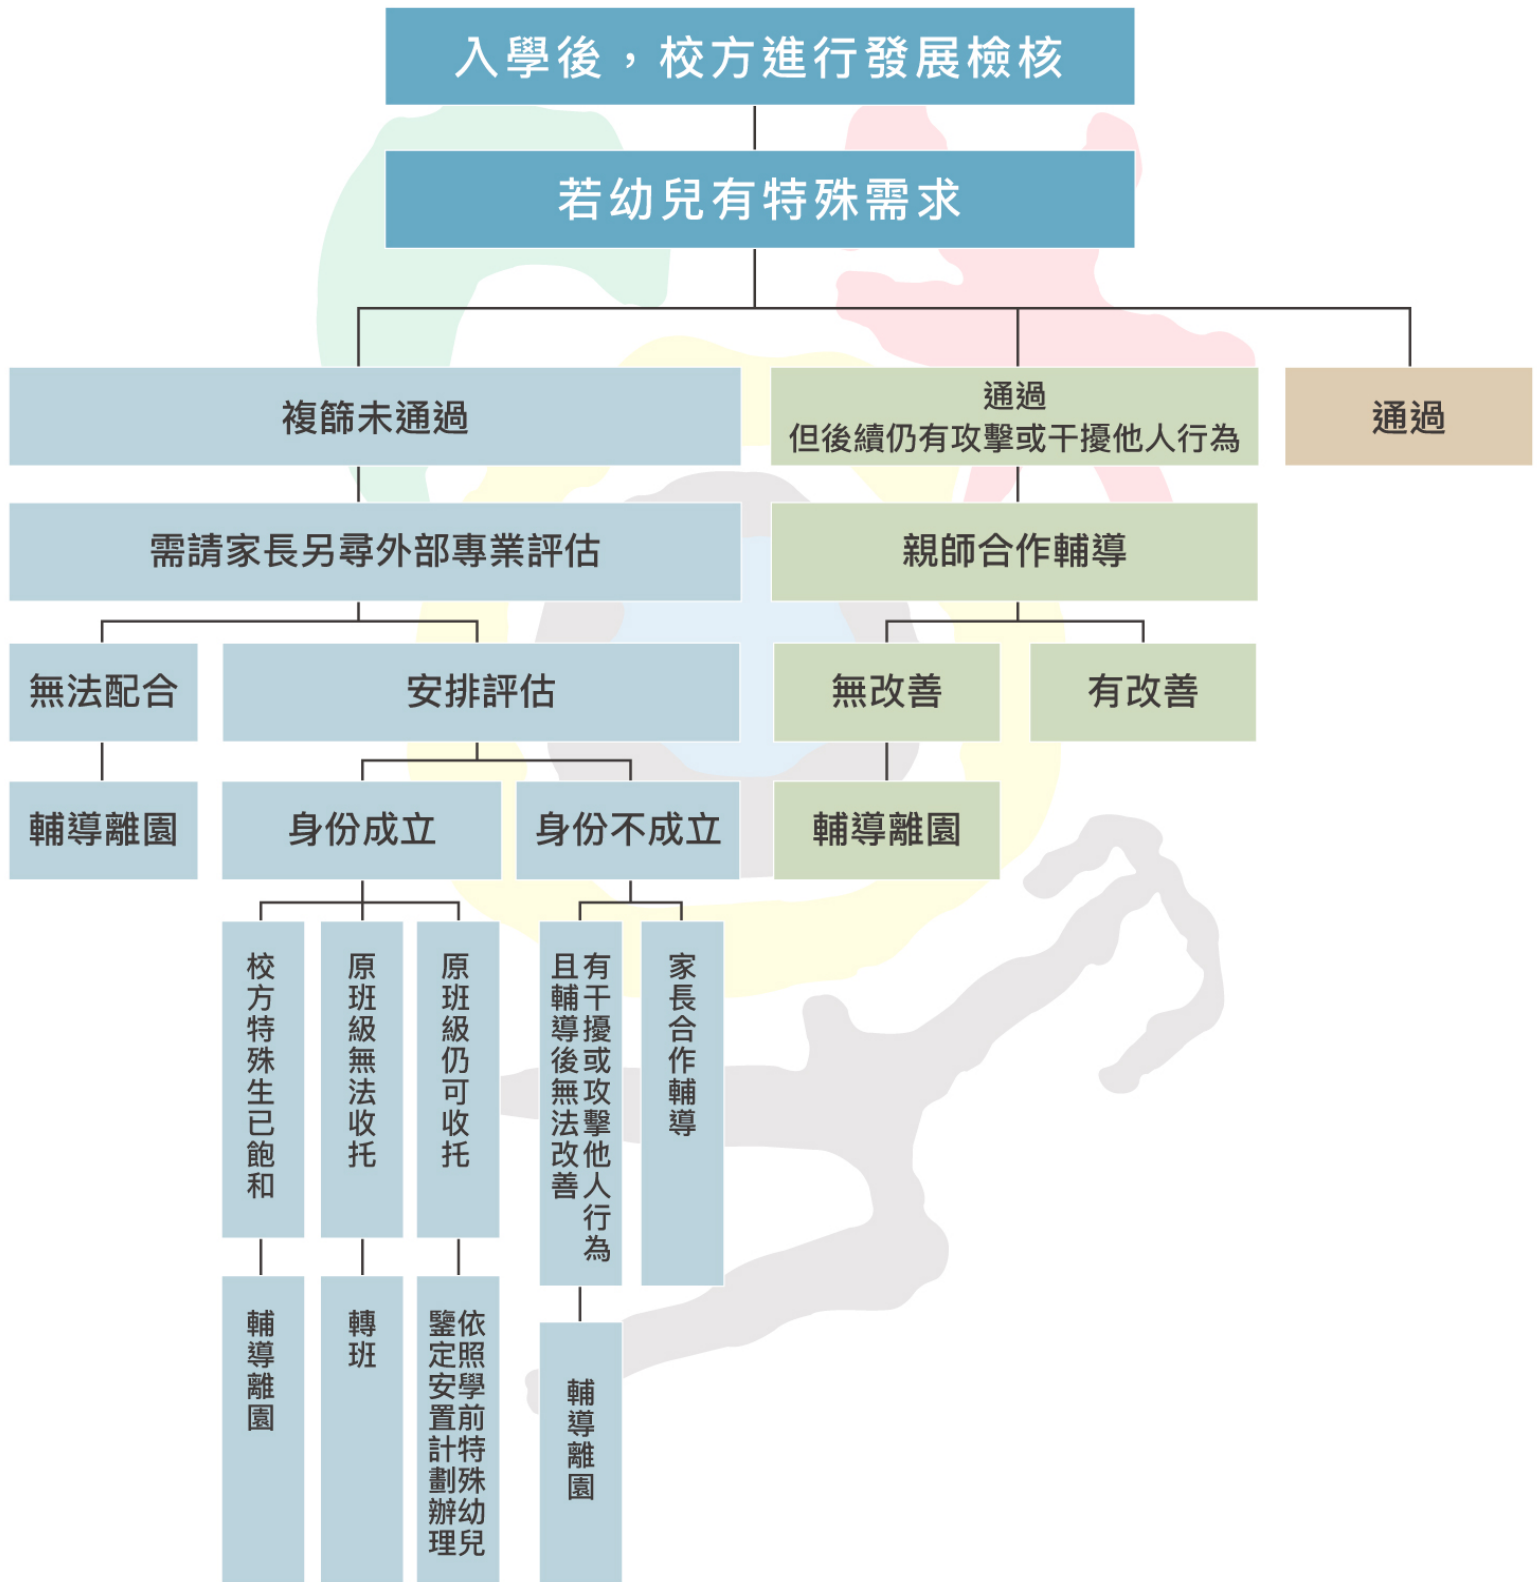 入學後，校方進行發展檢核
若幼兒有特殊需求
複篩未通過
通過
但後續仍有攻擊或干擾他人行為
通過
需請家長另尋外部專業評估
親師合作輔導
無法配合
安排評估
無改善
有改善
輔導離園
身份成立
身份不成立
輔導離園
校方特殊生已飽和
原班級無法收托
原班級仍可收托
有干擾或攻擊他人行為
且輔導後無法改善
家長合作輔導
輔導離園
轉班
依照學前特殊幼兒
鑒定安置計劃辦理
輔導離園